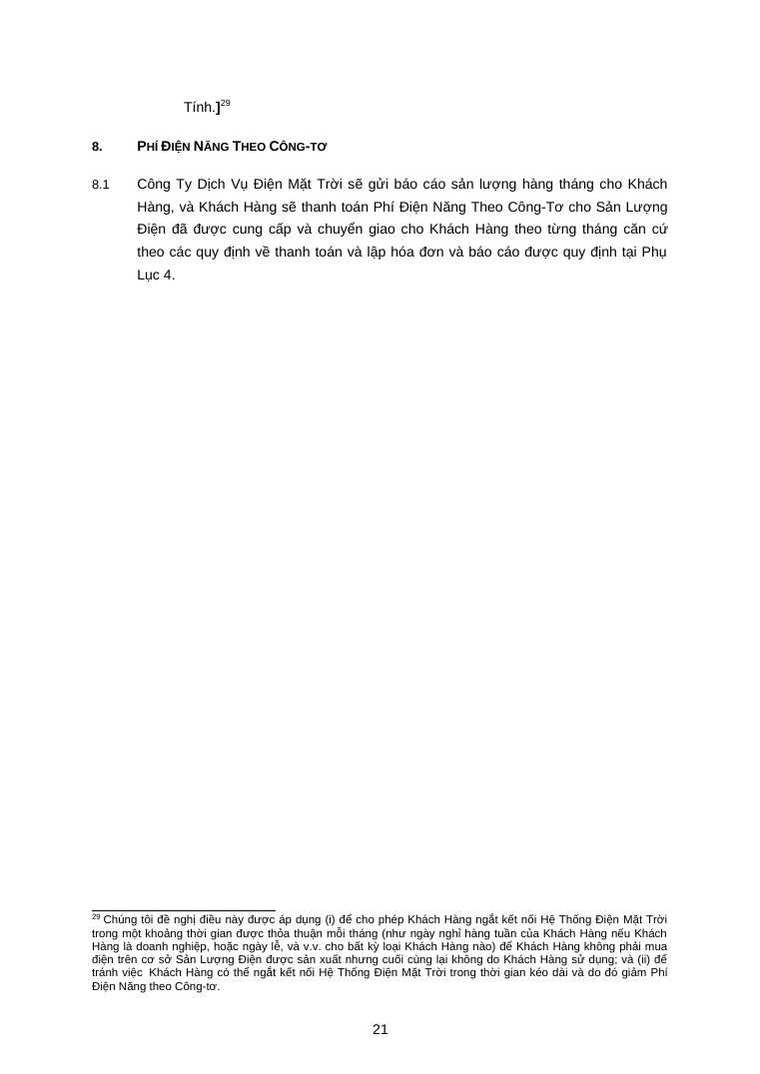 Tính.]29
8. PHÍ ĐIỆN NĂNG THEO CÔNG-TƠ
8.1 Công Ty Dịch Vụ Điện Mặt Trời sẽ gửi báo cáo sản lượng hàng tháng cho Khách
Hàng, và Khách Hàng sẽ thanh toán Phí Điện Năng Theo Công-Tơ cho Sản Lượng
Điện đã được cung cấp và chuyển giao cho Khách Hàng theo từng tháng căn cứ
theo các quy định về thanh toán và lập hóa đơn và báo cáo được quy định tại Phụ
Lục 4.
29 Chúng tôi đề nghị điều này được áp dụng (i) để cho phép Khách Hàng ngắt kết nối Hệ Thống Điện Mặt Trời
trong một khoảng thời gian được thỏa thuận mỗi tháng (như ngày nghỉ hàng tuần của Khách Hàng nếu Khách
Hàng là doanh nghiệp, hoặc ngày lễ, và v.v. cho bất kỳ loại Khách Hàng nào) để Khách Hàng không phải mua
điện trên cơ sở Sản Lượng Điện được sản xuất nhưng cuối cùng lại không do Khách Hàng sử dụng; và (ii) để
tránh việc Khách Hàng có thể ngắt kết nối Hệ Thống Điện Mặt Trời trong thời gian kéo dài và do đó giảm Phí
Điện Năng theo Công-tơ.
21